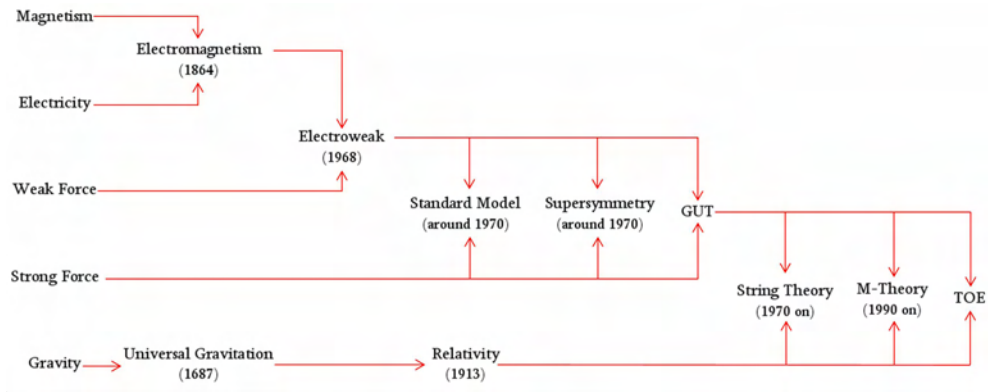 Magnetism
Electromagnetism
(1864)
Electricity
Electroweak
(1968)
Weak Force
Standard Model
(around 1970)
Supersymmetry
(around 1970)
GUT
Strong Force
String Theory
(1970 on)
M-Theory
(1990 on)
TOE
Gravity
Universal Gravitation
(1687)
Relativity
(1913)